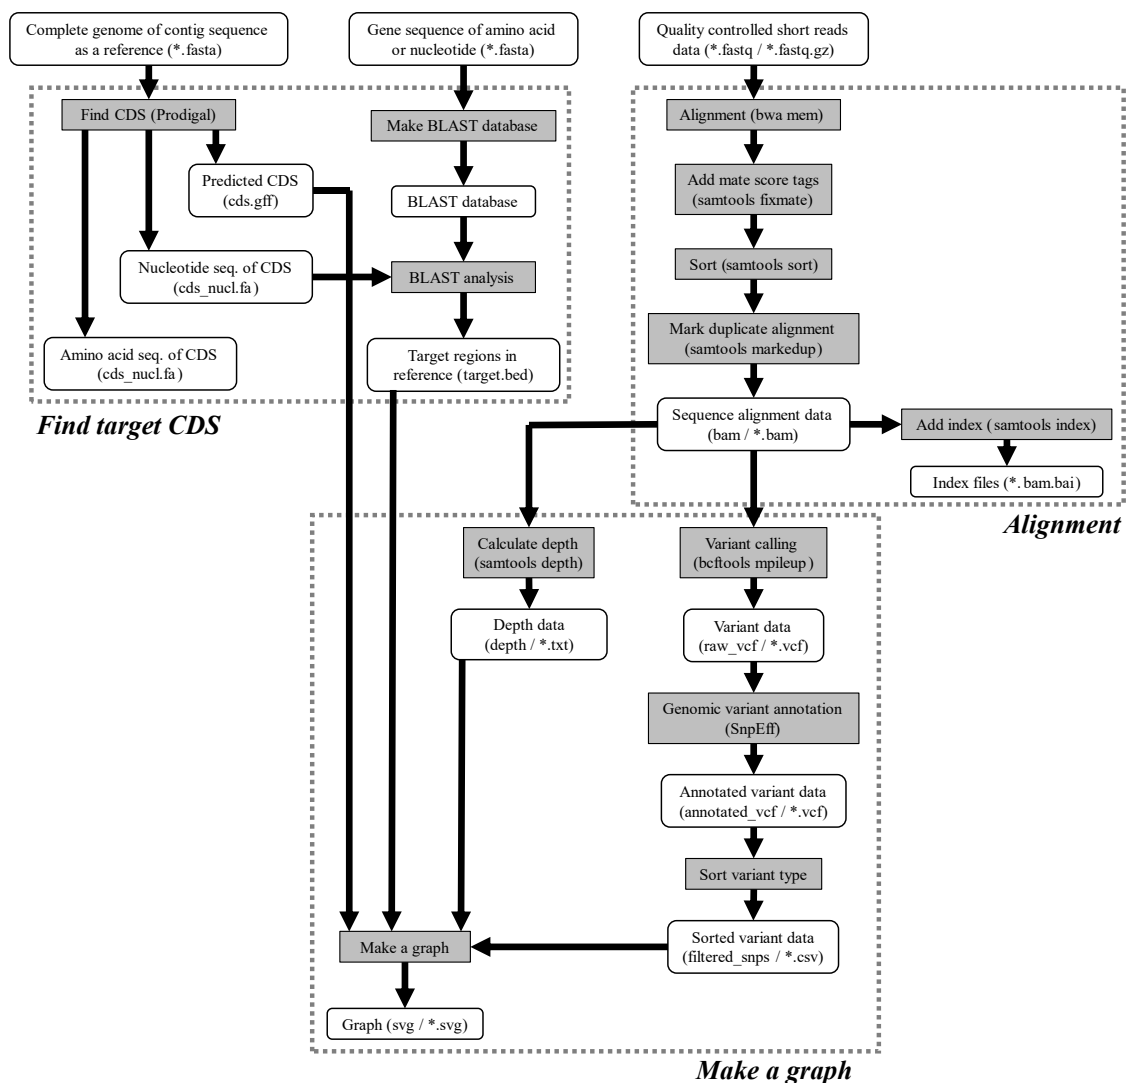 Complete genome of contig sequence
as a reference (*.fasta)
Gene sequence of amino acid
or nucleotide (*.fasta)
Quality controlled short reads
data (*.fastq / *.fastq.gz)
Find CDS (Prodigal)
Make BLAST database
Predicted CDS
(cds.gff)
BLAST database
Nucleotide seq. of CDS
(cds_nucl.fa)
BLAST analysis
Amino acid seq. of CDS
(cds_nucl.fa)
Target regions in
reference (target.bed)
Find target CDS
Alignment (bwa mem)
Add mate score tags
(samtools fixmate)
Sort (samtools sort)
Mark duplicate alignment
(samtools markedup)
Sequence alignment data
(bam / *.bam)
Add index (samtools index)
Index files (*.bam.bai)
Alignment
Calculate depth
(samtools depth)
Variant calling
(bcftools mpileup)
Depth data
(depth / *.txt)
Variant data
(raw_vcf / *.vcf)
Genomic variant annotation
(SnpEff)
Annotated variant data
(annotated_vcf / *.vcf)
Sort variant type
Sorted variant data
(filtered_snps / *.csv)
Make a graph
Graph (svg / *.svg)
Make a graph